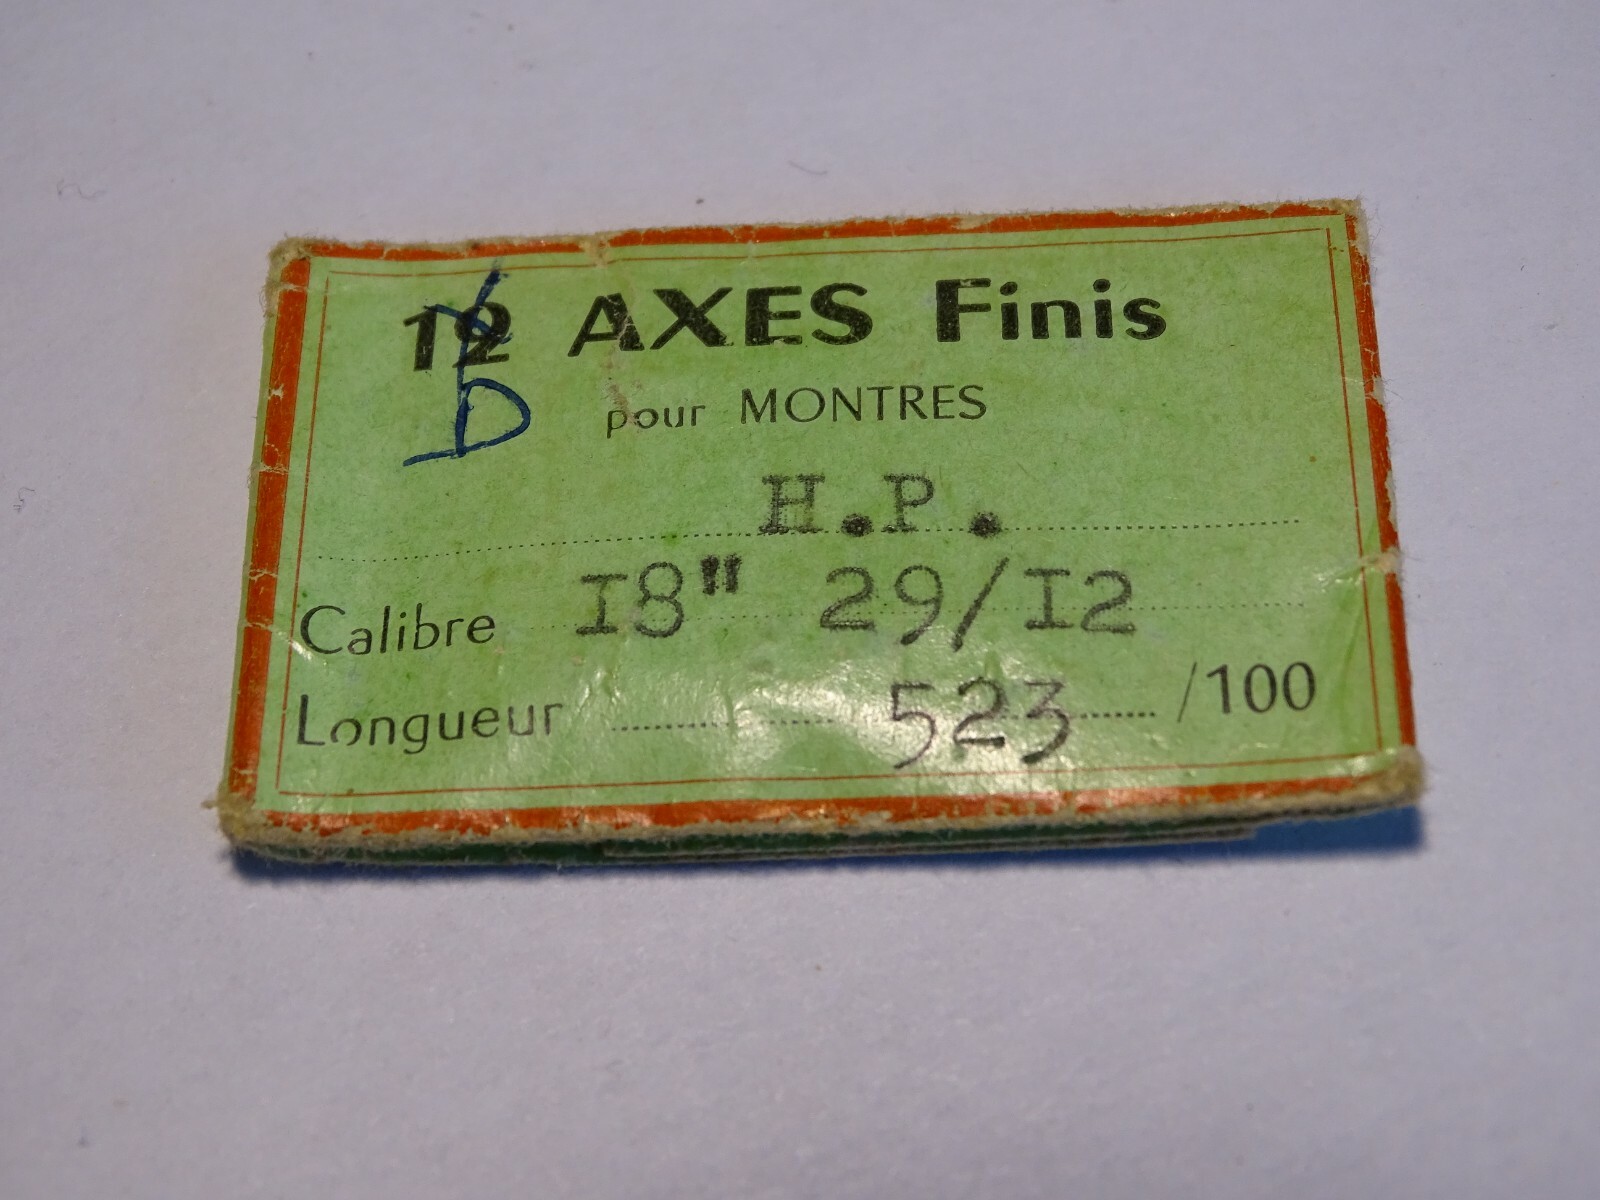 12 AXES Finis
pour MONTRES
H.P.
Calibre I8" 29/I2
Longueur 523 /100